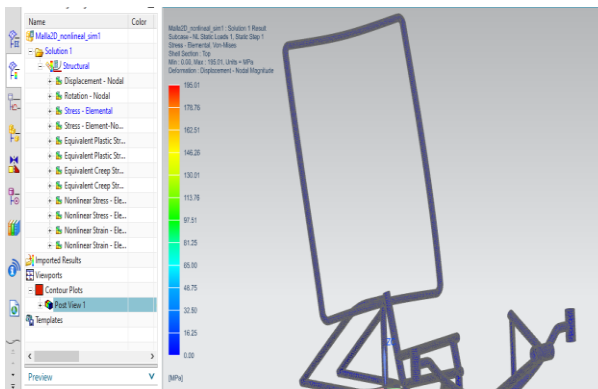 Name Color
Malla2D_nonlineal_sim1
Solution 1
Structural
Displacement - Nodal
Rotation - Nodal
Stress - Elemental
Stress - Element-No...
Equivalent Plastic Str...
Equivalent Plastic Str...
Equivalent Creep Str...
Equivalent Creep Str...
Nonlinear Stress - Ele...
Nonlinear Stress - Ele...
Nonlinear Strain - Ele...
Nonlinear Strain - Ele...
Imported Results
Viewports
Contour Plots
Post View 1
Templates
Preview
Malla2D_nonlineal_sim1 : Solution 1 Result
Subcase - NL Static Loads 1, Static Step 1
Stress - Elemental, Von-Mises
Shell Section : Top
Min : 0.00, Max : 195.01, Units = MPa
Deformation : Displacement - Nodal Magnitude
195.01
178.76
162.51
146.26
130.01
113.76
97.51
81.25
65.00
48.75
32.50
16.25
0.00
[MPa]